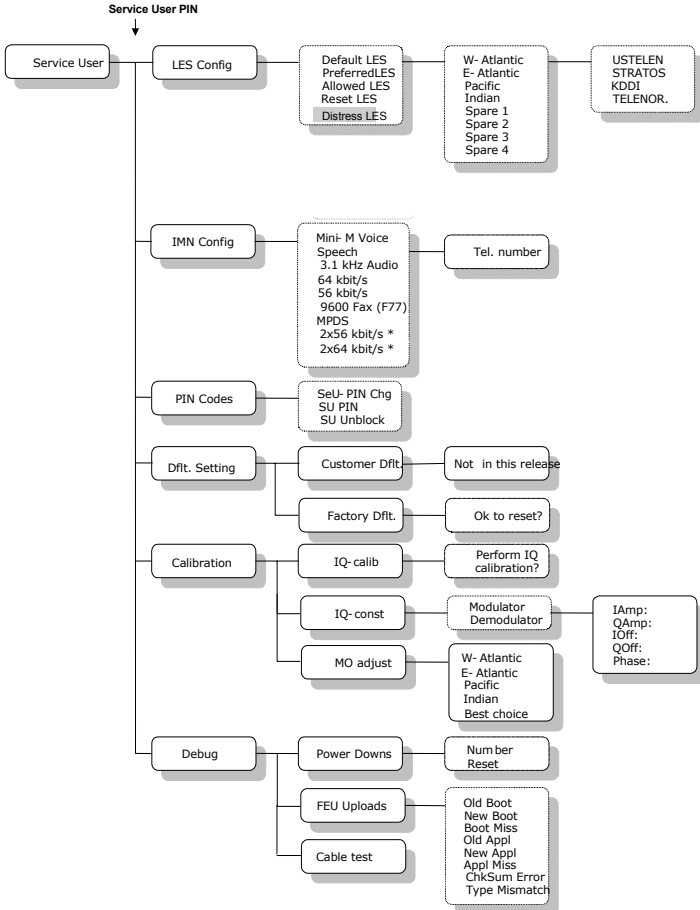 Service User PIN
Service User
LES Config
Default LES
PreferredLES
Allowed LES
Reset LES
Distress LES
W- Atlantic
E- Atlantic
Pacific
Indian
Spare 1
Spare 2
Spare 3
Spare 4
USTELEN
STRATOS
KDDI
TELENOR.
IMN Config
Mini- M Voice
Speech
3.1 kHz Audio
64 kbit/s
56 kbit/s
9600 Fax (F77)
MPDS
2x56 kbit/s *
2x64 kbit/s *
Tel. number
PIN Codes
SeU- PIN Chg
SU PIN
SU Unblock
Dflt. Setting
Customer Dflt.
Not in this release
Factory Dflt.
Ok to reset?
Calibration
IQ- calib
Perform IQ
calibration?
IQ- const
Modulator
Demodulator
IAmp:
QAmp:
IOff:
QOff:
Phase:
MO adjust
W- Atlantic
E- Atlantic
Pacific
Indian
Best choice
Debug
Power Downs
Number
Reset
FEU Uploads
Old Boot
New Boot
Boot Miss
Old Appl
New Appl
Appl Miss
ChkSum Error
Type Mismatch
Cable test